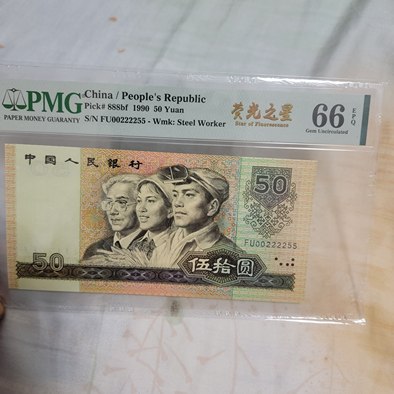 PMG
PAPER MONEY GUARANTY
China / People's Republic
Pick# 888bf 1990 50 Yuan
S/N FU00222255 - Wmk: Steel Worker
荧光之星
Star of Fluorescence
66 EPQ
Gem Uncirculated
中国人民银行
50
FU00222255
50
伍拾圆